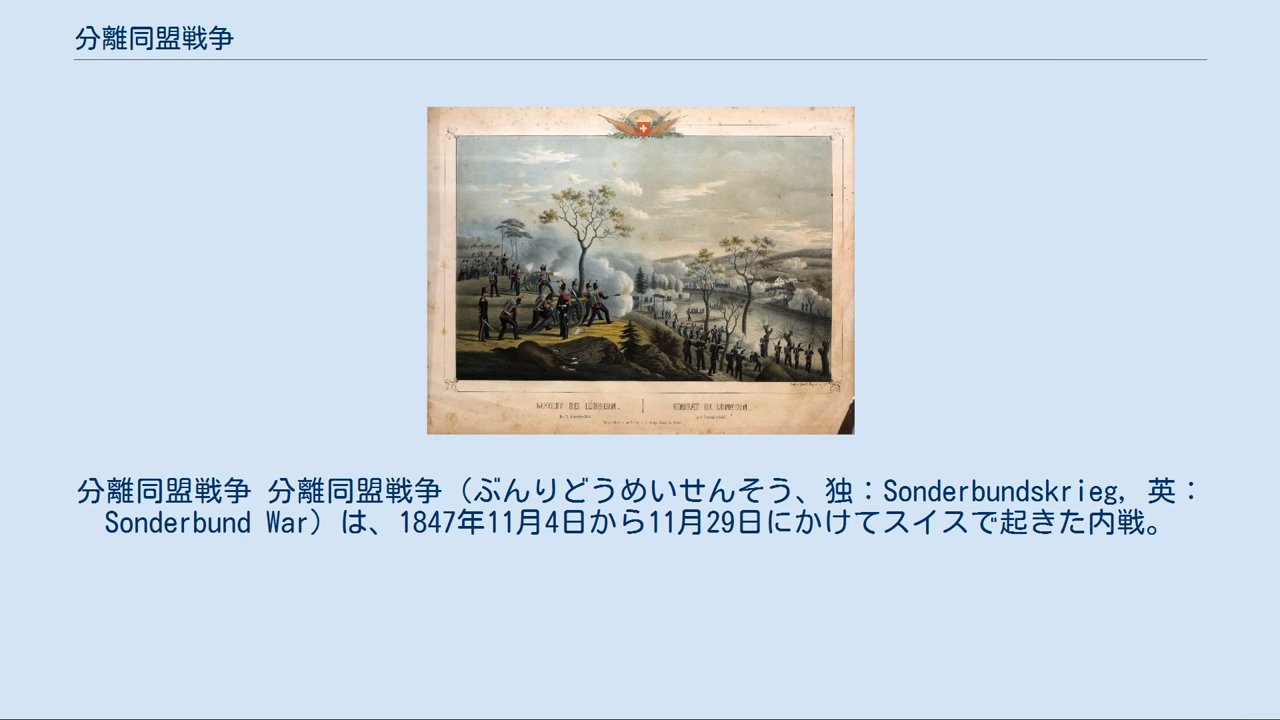 分離同盟戦争
分離同盟戦争 分離同盟戦争（ぶんりどうめいせんそう、独：Sonderbundskrieg, 英：
Sonderbund War）は、1847年11月4日から11月29日にかけてスイスで起きた内戦。